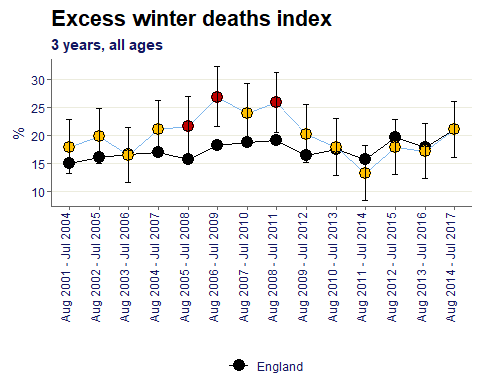 Excess winter deaths index
3 years, all ages
%
30
25
20
15
10
Aug 2001 - Jul 2004
Aug 2002 - Jul 2005
Aug 2003 - Jul 2006
Aug 2004 - Jul 2007
Aug 2005 - Jul 2008
Aug 2006 - Jul 2009
Aug 2007 - Jul 2010
Aug 2008 - Jul 2011
Aug 2009 - Jul 2012
Aug 2010 - Jul 2013
Aug 2011 - Jul 2014
Aug 2012 - Jul 2015
Aug 2013 - Jul 2016
Aug 2014 - Jul 2017
England